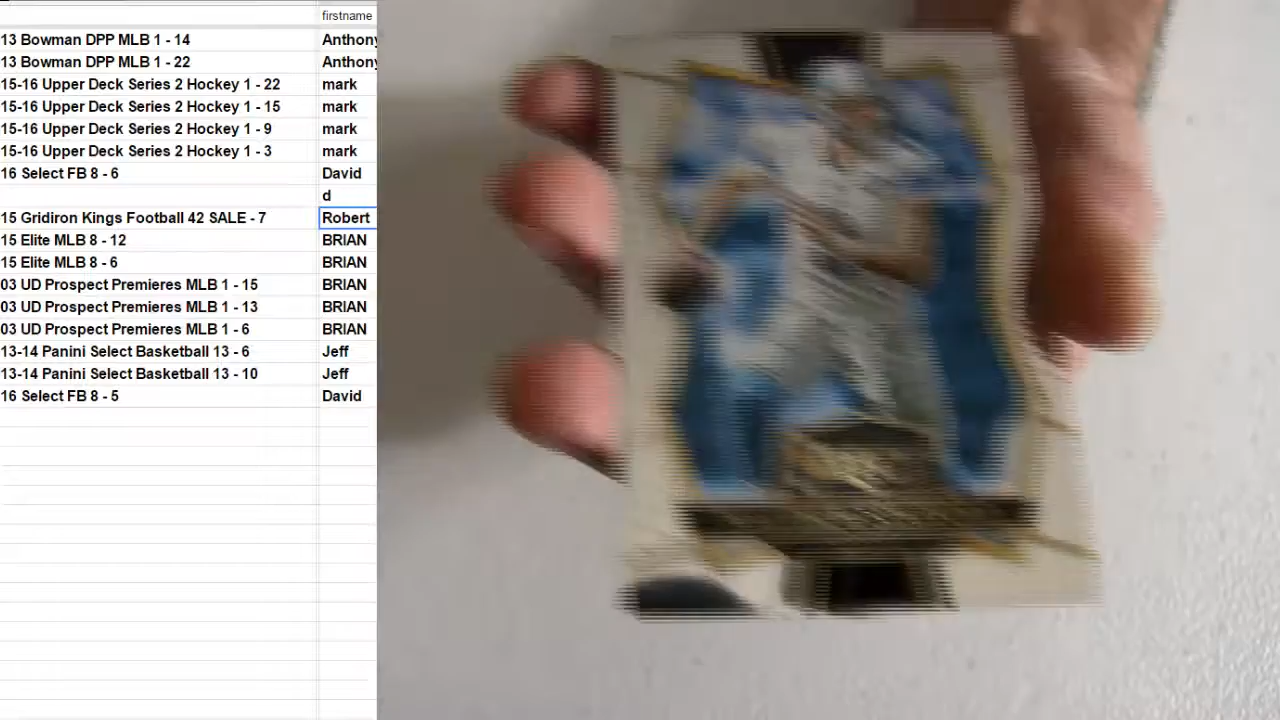 firstname
13 Bowman DPP MLB 1 - 14 Anthony
13 Bowman DPP MLB 1 - 22 Anthony
15-16 Upper Deck Series 2 Hockey 1 - 22 mark
15-16 Upper Deck Series 2 Hockey 1 - 15 mark
15-16 Upper Deck Series 2 Hockey 1 - 9 mark
15-16 Upper Deck Series 2 Hockey 1 - 3 mark
16 Select FB 8 - 6 David
d
15 Gridiron Kings Football 42 SALE - 7 Robert
15 Elite MLB 8 - 12 BRIAN
15 Elite MLB 8 - 6 BRIAN
03 UD Prospect Premieres MLB 1 - 15 BRIAN
03 UD Prospect Premieres MLB 1 - 13 BRIAN
03 UD Prospect Premieres MLB 1 - 6 BRIAN
13-14 Panini Select Basketball 13 - 6 Jeff
13-14 Panini Select Basketball 13 - 10 Jeff
16 Select FB 8 - 5 David